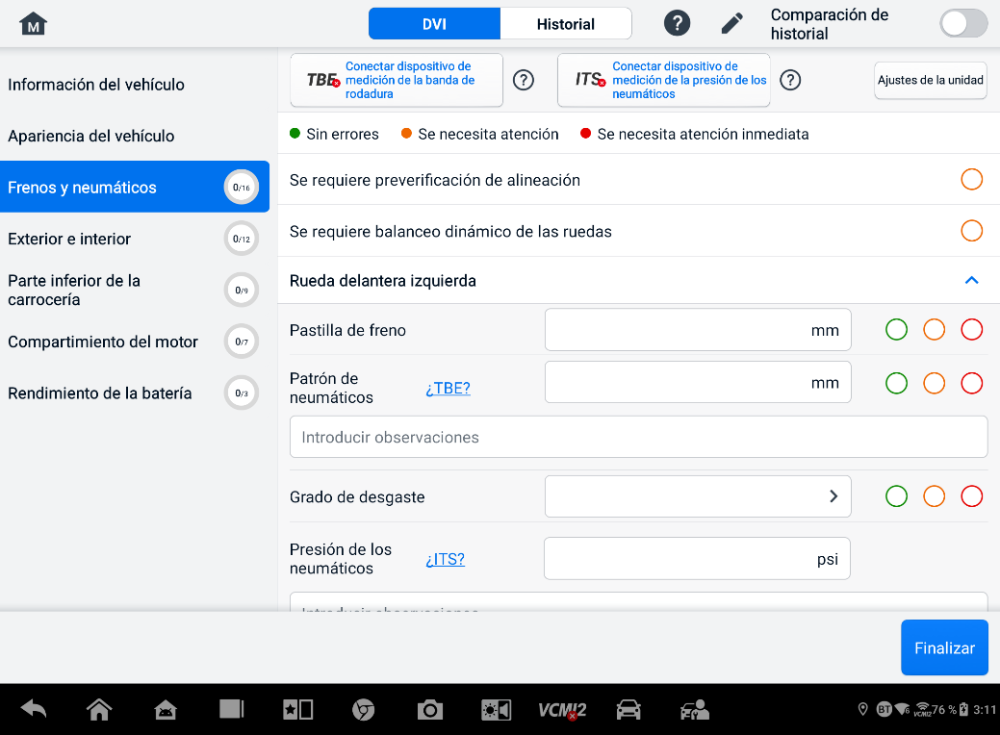 M
DVI
Historial
?
Comparación de
historial
Información del vehículo
Apariencia del vehículo
Frenos y neumáticos
0/16
Exterior e interior
0/12
Parte inferior de la
carrocería
0/9
Compartimiento del motor
0/7
Rendimiento de la batería
0/3
TBE
Conectar dispositivo de
medición de la banda de
rodadura
?
ITS
Conectar dispositivo de
medición de la presión de los
neumáticos
?
Ajustes de la unidad
Sin errores
Se necesita atención
Se necesita atención inmediata
Se requiere preverificación de alineación
Se requiere balanceo dinámico de las ruedas
Rueda delantera izquierda
Pastilla de freno
mm
Patrón de
neumáticos
¿TBE?
mm
Introducir observaciones
Grado de desgaste
Presión de los
neumáticos
¿ITS?
psi
Introducir observaciones
Finalizar
VCMI2
BT
6
VCMI2
76 %
3:11